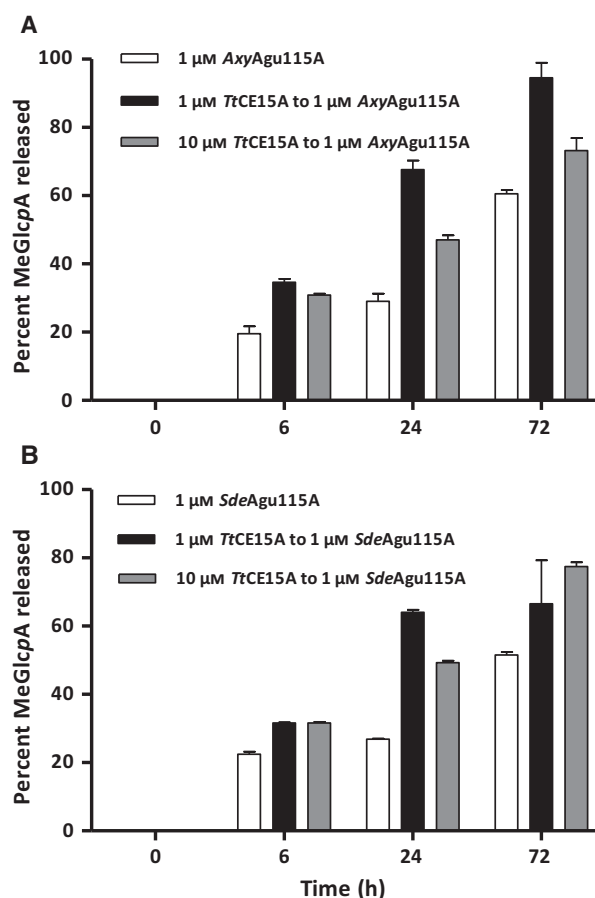 A
Percent MeGlcpA released
100
80
60
40
20
0
1 μM AxyAgu115A
1 μM TtCE15A to 1 μM AxyAgu115A
10 μM TtCE15A to 1 μM AxyAgu115A
0 6 24 72
B
Percent MeGlcpA released
100
80
60
40
20
0
1 μM SdeAgu115A
1 μM TtCE15A to 1 μM SdeAgu115A
10 μM TtCE15A to 1 μM SdeAgu115A
0 6 24 72
Time (h)